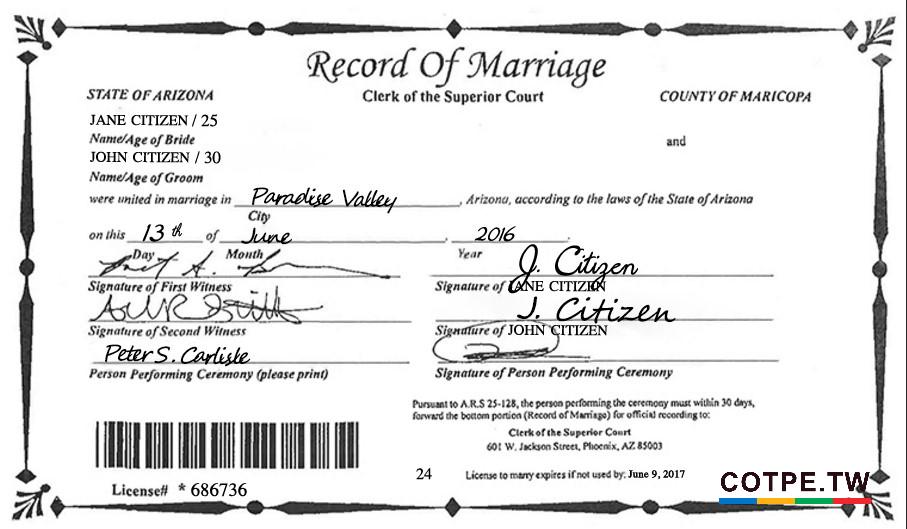 Record Of Marriage
Clerk of the Superior Court
STATE OF ARIZONA
COUNTY OF MARICOPA
JANE CITIZEN / 25
Name/Age of Bride
and
JOHN CITIZEN / 30
Name/Age of Groom
were united in marriage in Paradise Valley, Arizona, according to the laws of the State of Arizona
City
on this 13th of June, 2016.
Day Month Year
J. Citizen
Signature of First Witness
Signature of JANE CITIZEN
J. Citizen
Signature of Second Witness
Signature of JOHN CITIZEN
Peter S. Carlisle
Person Performing Ceremony (please print)
Signature of Person Performing Ceremony
Pursuant to A.R.S 25-128, the person performing the ceremony must within 30 days,
forward the bottom portion (Record of Marriage) for official recording to:
Clerk of the Superior Court
601 W. Jackson Street, Phoenix, AZ 85003
24
License to marry expires if not used by: June 9, 2017
License# * 686736
COTPE.TW